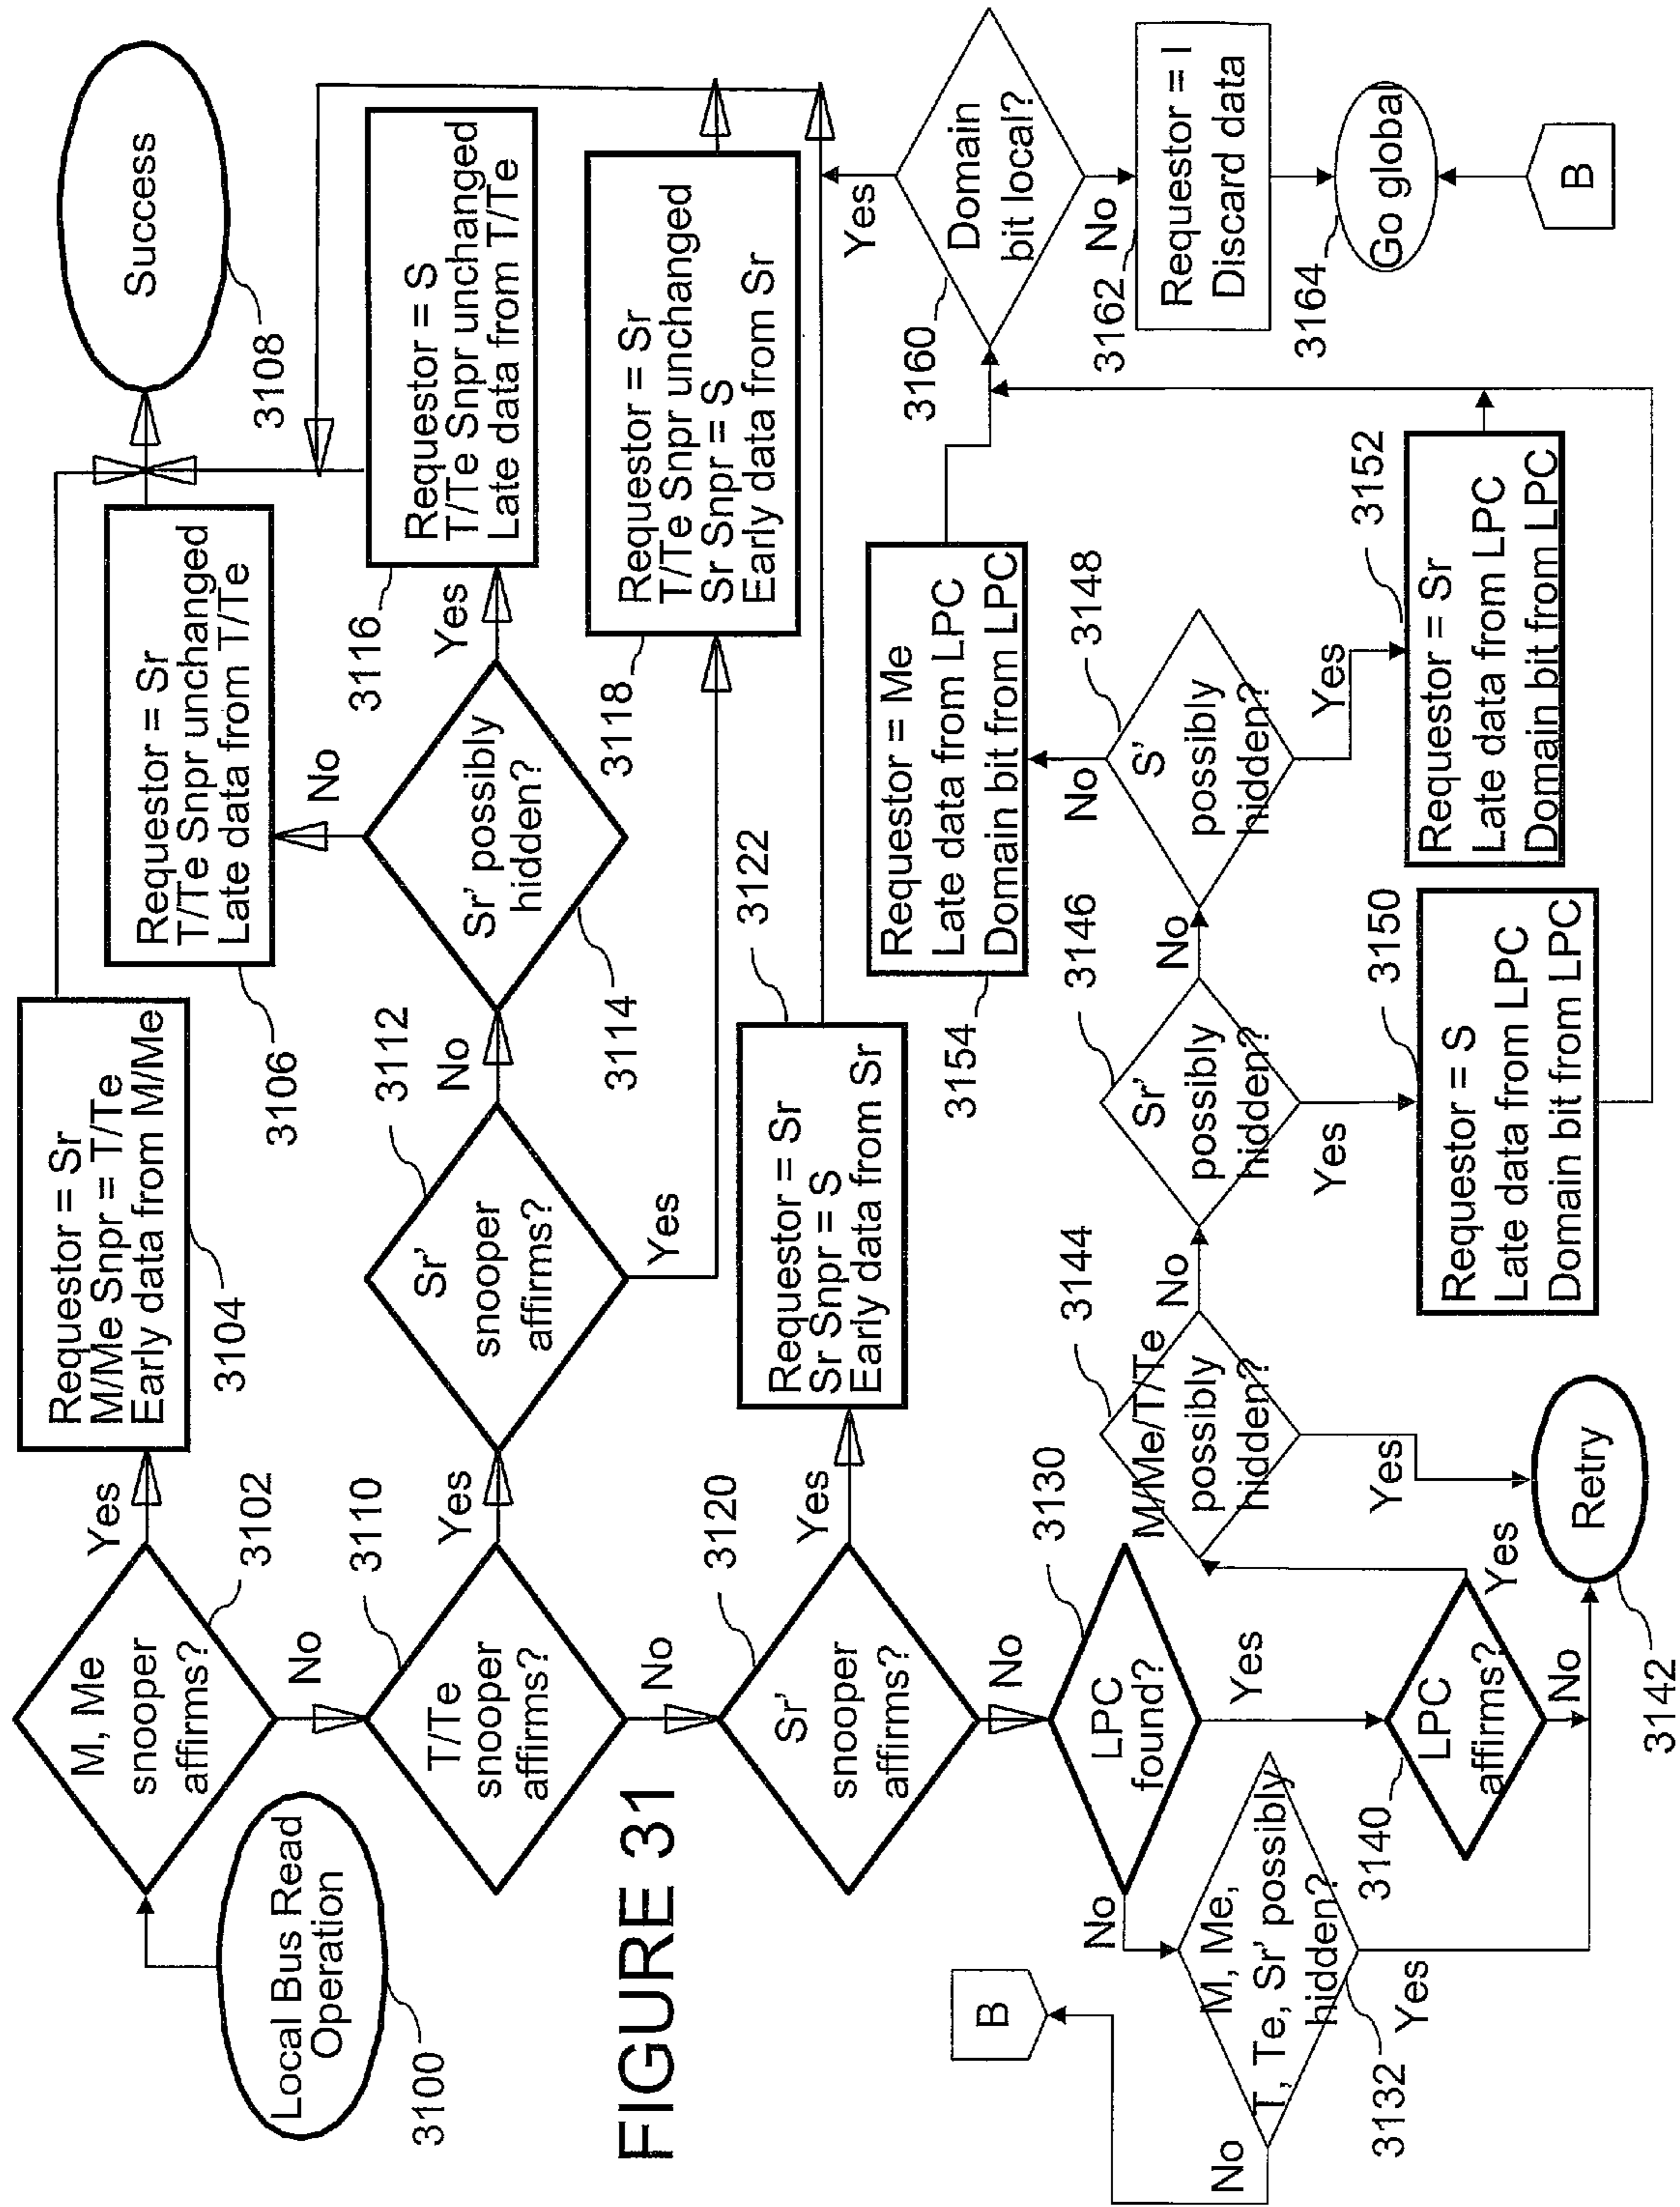 Local Bus Read
Operation
3100
M, Me
snooper
affirms?
3102
Yes
No
Requestor = Sr
M/Me Snpr = T/Te
Early data from M/Me
3104
Requestor = Sr
T/Te Snpr unchanged
Late data from T/Te
3106
Success
3108
T/Te
snooper
affirms?
3110
Yes
No
Sr'
snooper
affirms?
3112
No
Yes
Sr' possibly
hidden?
3114
No
Yes
Requestor = S
T/Te Snpr unchanged
Late data from T/Te
3116
Requestor = Sr
T/Te Snpr unchanged
Sr Snpr = S
Early data from Sr
3118
Sr'
snooper
affirms?
3120
Yes
No
Requestor = Sr
Sr Snpr = S
Early data from Sr
3122
LPC
found?
3130
No
Yes
M, Me,
T, Te, Sr' possibly
hidden?
3132
No
Yes
B
LPC
affirms?
3140
Yes
No
Retry
3142
M/Me/T/Te
possibly
hidden?
3144
No
Yes
Sr'
possibly
hidden?
3146
No
Yes
S'
possibly
hidden?
3148
No
Yes
Requestor = S
Late data from LPC
Domain bit from LPC
3150
Requestor = Sr
Late data from LPC
Domain bit from LPC
3152
Requestor = Me
Late data from LPC
Domain bit from LPC
3154
Domain
bit local?
3160
Yes
No
Requestor = I
Discard data
3162
Go global
3164
B
FIGURE 31